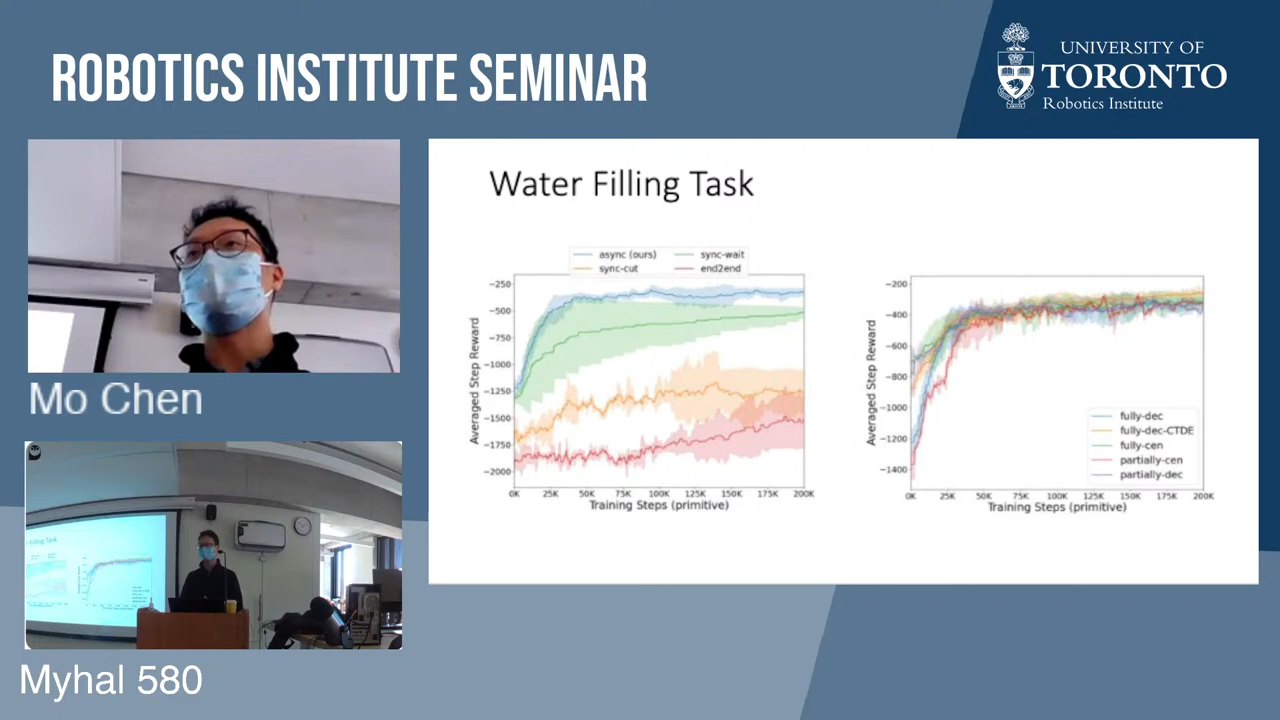 ROBOTICS INSTITUTE SEMINAR
UNIVERSITY OF
TORONTO
Robotics Institute
Mo Chen
Myhal 580
Water Filling Task
async (ours)
sync-wait
sync-cut
end2end
Averaged Step Reward
−250
−500
−750
−1000
−1250
−1500
−1750
−2000
0K 25K 50K 75K 100K 125K 150K 175K 200K
Training Steps (primitive)
Averaged Step Reward
−200
−400
−600
−800
−1000
−1200
−1400
fully-dec
fully-dec-CTDE
fully-cen
partially-cen
partially-dec
0K 25K 50K 75K 100K 125K 150K 175K 200K
Training Steps (primitive)